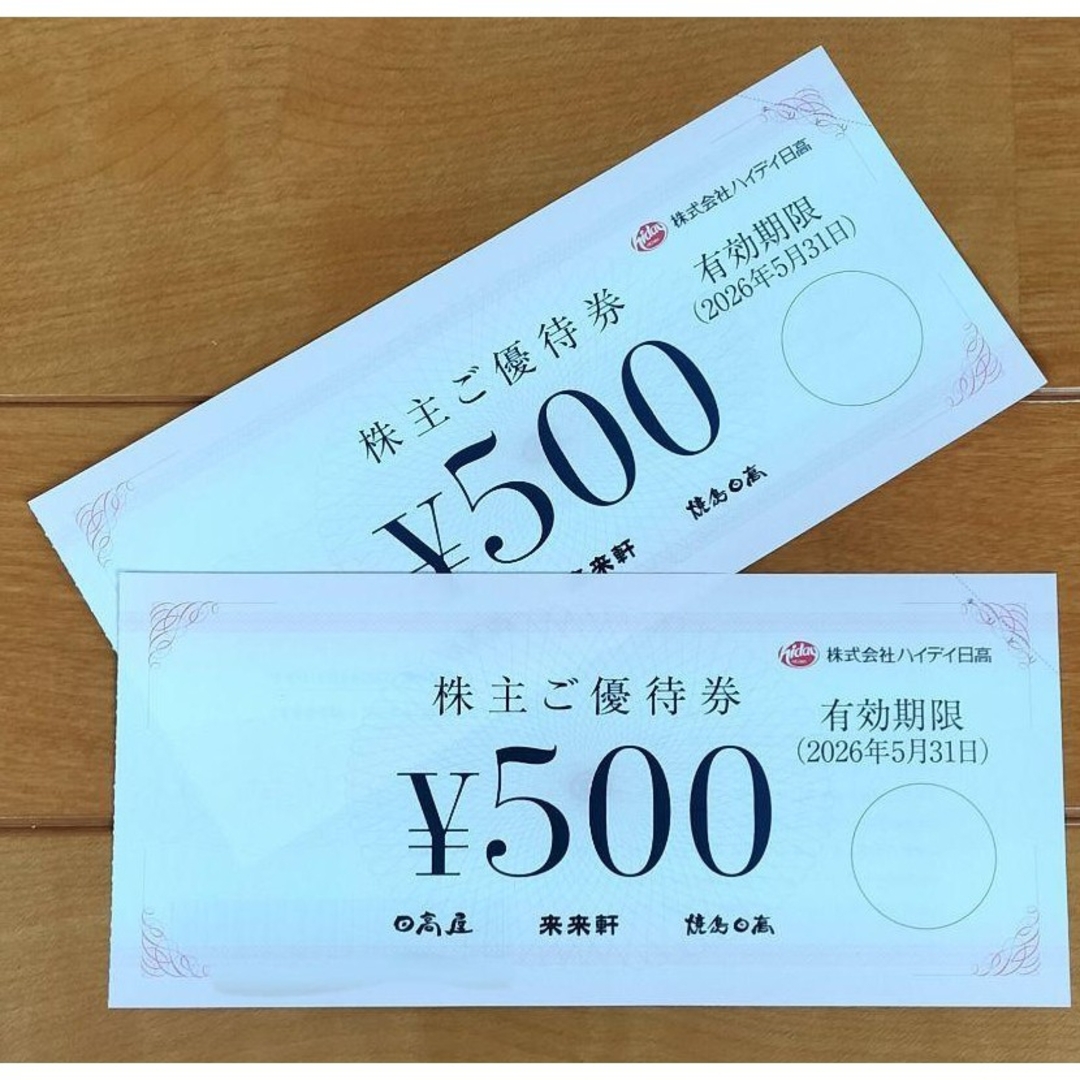 hiday 株式会社ハイデイ日高
有効期限
(2026年5月31日)
株主ご優待券
¥500
来軒 焼鳥日高
hiday 株式会社ハイデイ日高
有効期限
(2026年5月31日)
株主ご優待券
¥500
日高屋 来来軒 焼鳥日高